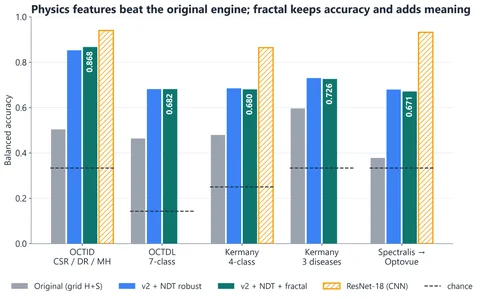 Physics features beat the original engine; fractal keeps accuracy and adds meaning
Balanced accuracy
1.0
0.8
0.6
0.4
0.2
0.0
0.868
0.682
0.680
0.726
0.671
OCTID
CSR / DR / MH
OCTDL
7-class
Kermany
4-class
Kermany
3 diseases
Spectralis →
Optovue
Original (grid H+S)
v2 + NDT robust
v2 + NDT + fractal
ResNet-18 (CNN)
chance